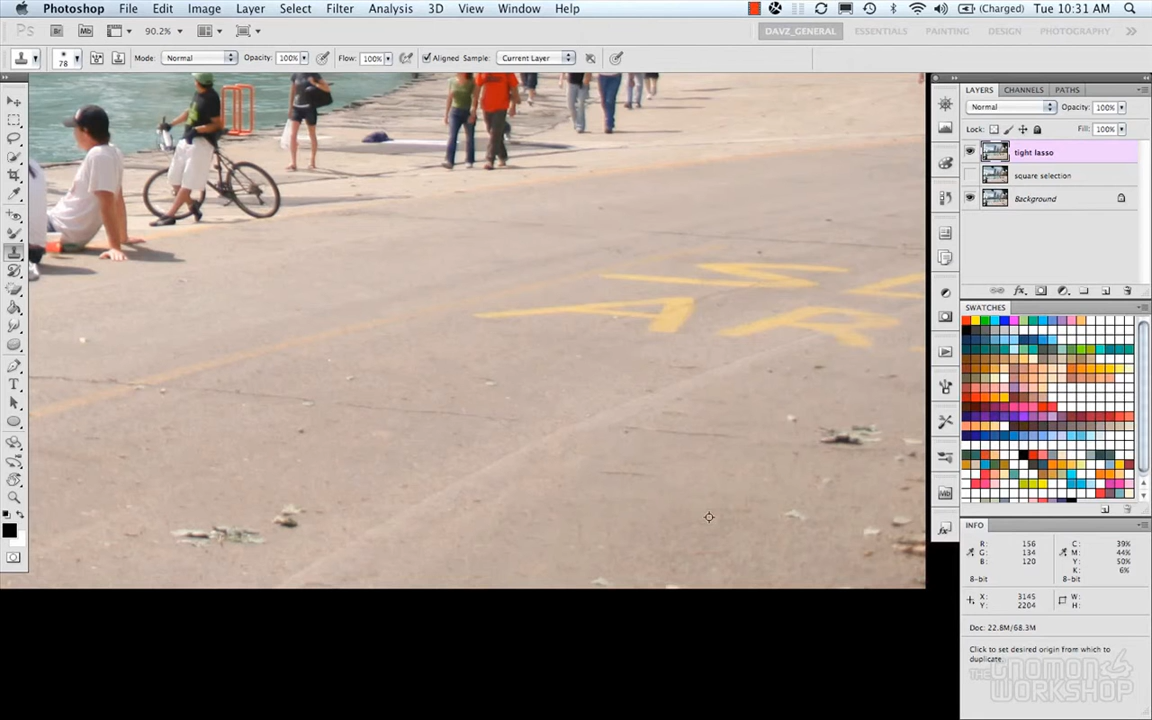 Photoshop File Edit Image Layer Select Filter Analysis 3D View Window Help (Charged) Tue 10:31 AM
Ps Br Mb 90.2% DAVZ_GENERAL ESSENTIALS PAINTING DESIGN PHOTOGRAPHY
78 Mode: Normal Opacity: 100% Flow: 100% Aligned Sample: Current Layer
LAYERS CHANNELS PATHS
Normal Opacity: 100%
Lock: Fill: 100%
tight lasso
square selection
Background
SWATCHES
INFO
R: 156 C: 39%
G: 134 M: 44%
B: 120 Y: 50%
K: 6%
8-bit 8-bit
X: 3145 W:
Y: 2204 H:
Doc: 22.8M/68.3M
Click to set desired origin from which to
duplicate.
THE GNOMON
WORKSHOP